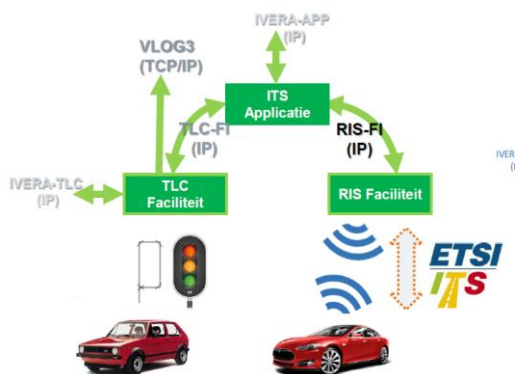 IVERA-APP
(IP)
VLOG3
(TCP/IP)
ITS
Applicatie
TLC-FI
(IP)
RIS-FI
(IP)
IVERA-TLC
(IP)
TLC
Faciliteit
RIS Faciliteit
IVER
ETSI
ITS